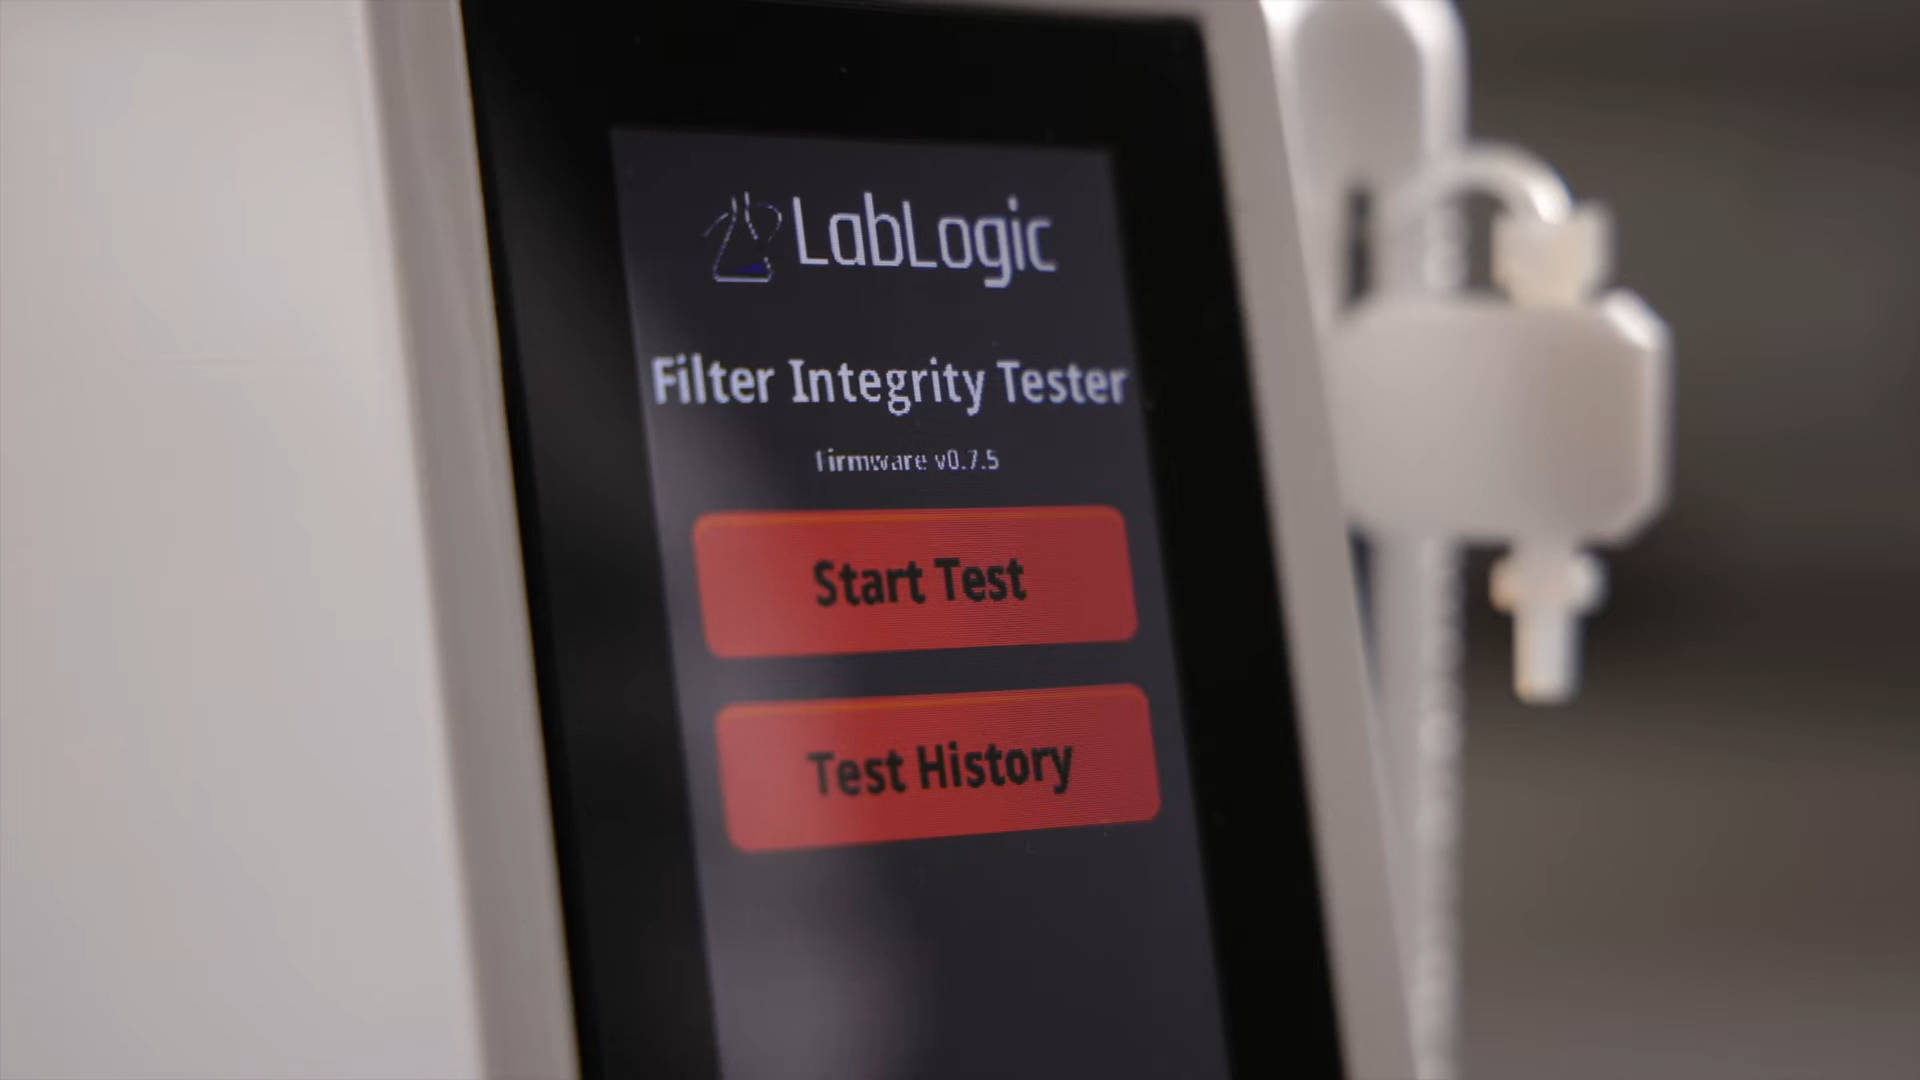 LabLogic
Filter Integrity Tester
Firmware v0.7.5
Start Test
Test History